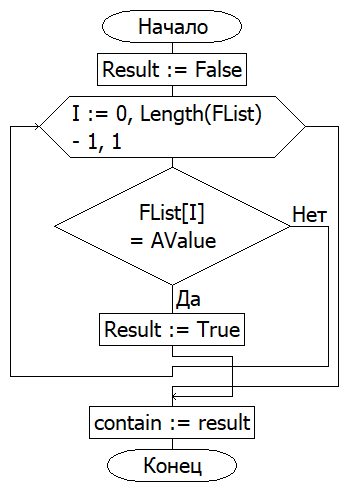 Начало
Result := False
I := 0, Length(FList)
- 1, 1
FList[I]
= AValue
Нет
Да
Result := True
contain := result
Конец